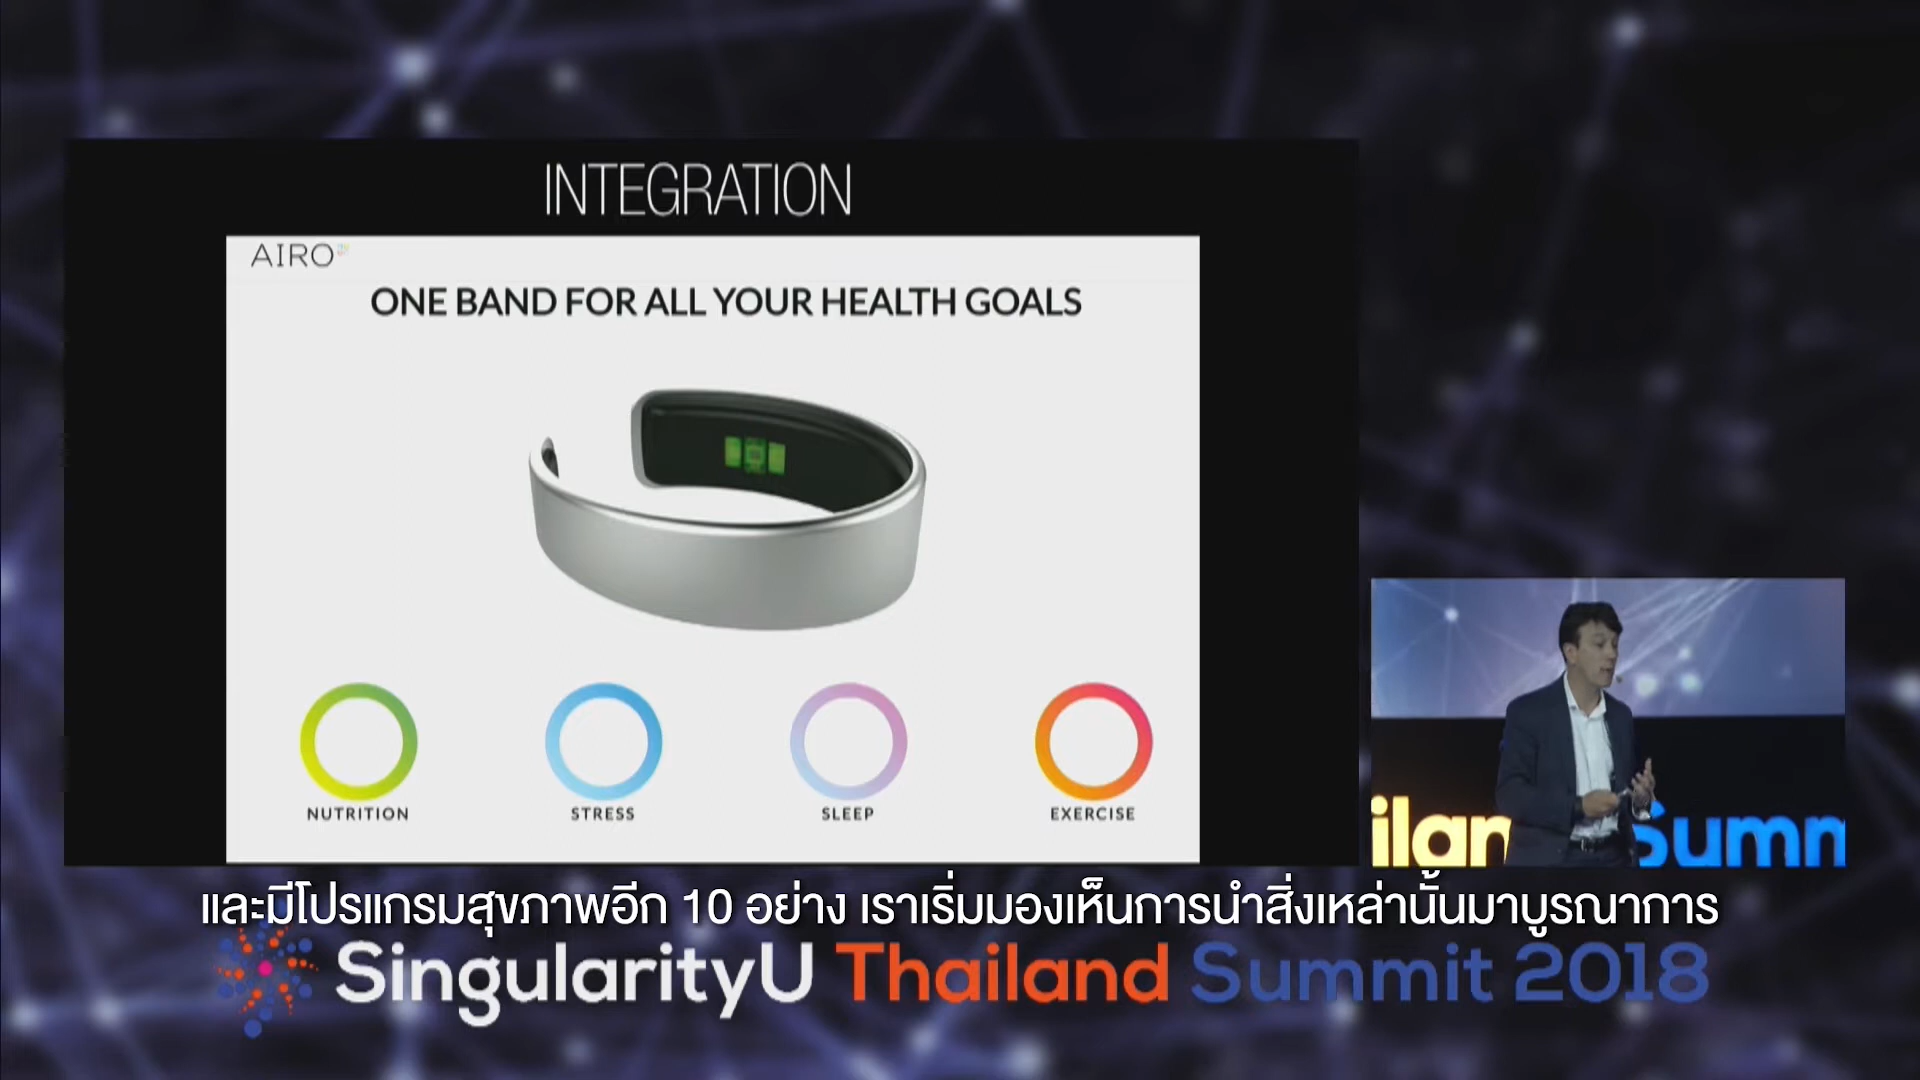 INTEGRATION
AIRO
ONE BAND FOR ALL YOUR HEALTH GOALS
NUTRITION
STRESS
SLEEP
EXERCISE
ilan Summ
และมีโปรแกรมสุขภาพอีก 10 อย่าง เราเริ่มมองเห็นการนำสิ่งเหล่านั้นมาบูรณาการ
SingularityU Thailand Summit 2018